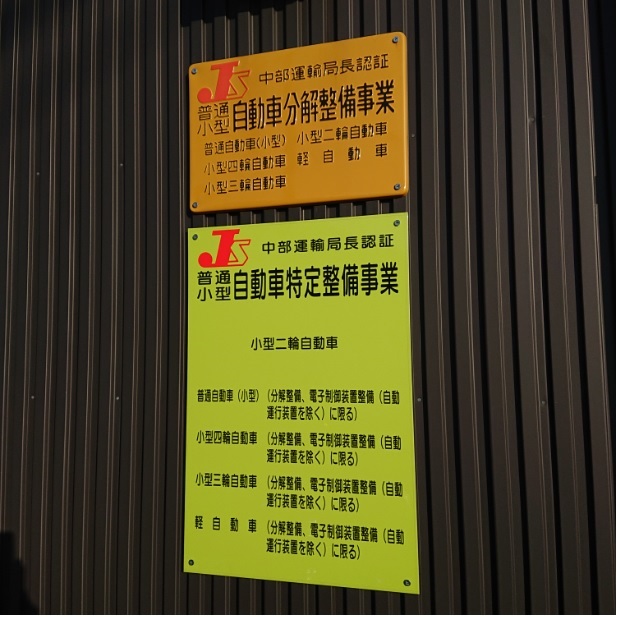 JS 中部運輸局長認証
普通
小型 自動車分解整備事業
普通自動車(小型) 小型二輪自動車
小型四輪自動車 軽自動車
小型三輪自動車
JS 中部運輸局長認証
普通
小型 自動車特定整備事業
小型二輪自動車
普通自動車(小型)(分解整備、電子制御装置整備(自動
運行装置を除く)に限る)
小型四輪自動車 (分解整備、電子制御装置整備(自動
運行装置を除く)に限る)
小型三輪自動車 (分解整備、電子制御装置整備(自動
運行装置を除く)に限る)
軽自動車 (分解整備、電子制御装置整備(自動
運行装置を除く)に限る)